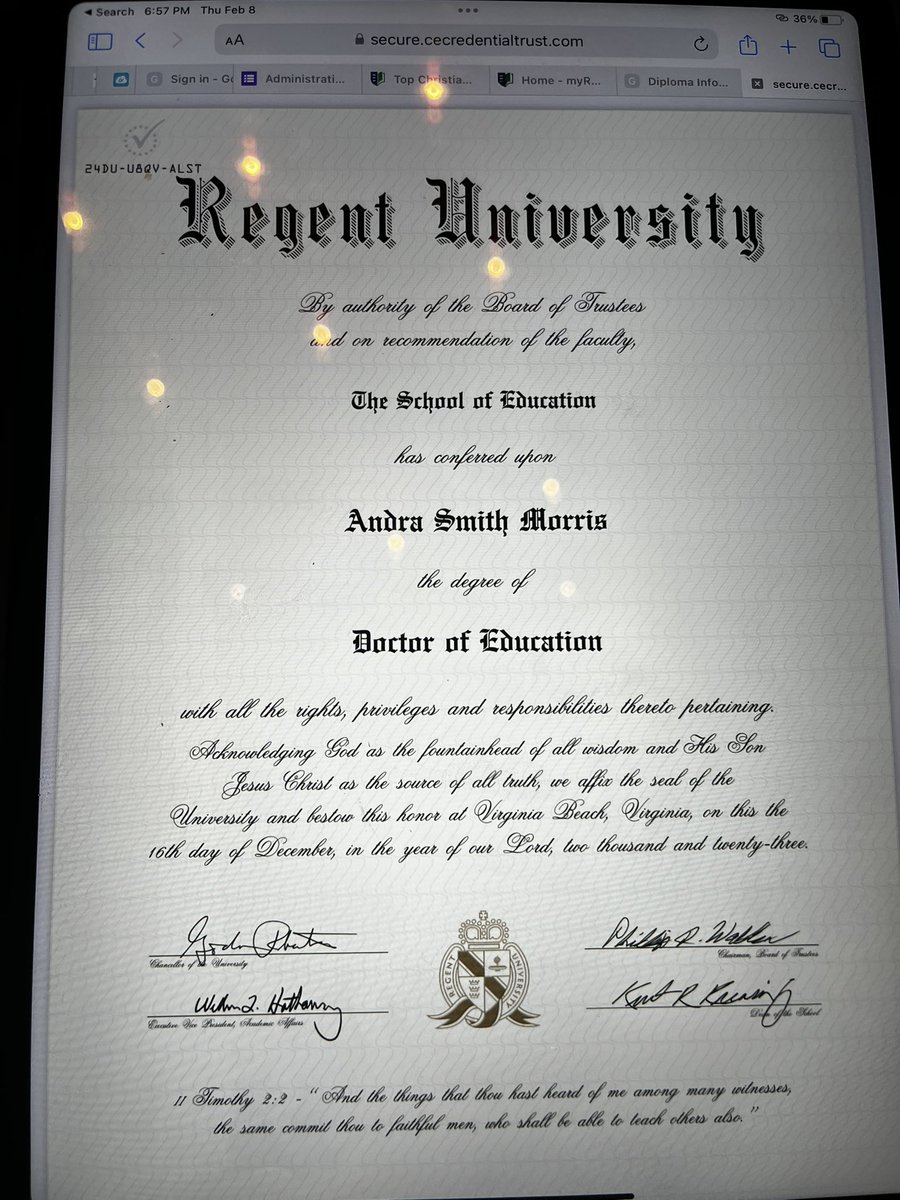 Search 6:57 PM Thu Feb 8
36%
AA secure.cecredentialtrust.com
G Sign in - G
Administrati...
Top Christia...
Home - myR...
G Diploma Info...
secure.cecr...
24DU-U8QV-ALST
Regent University
By authority of the Board of Trustees
and on recommendation of the faculty,
The School of Education
has conferred upon
Andra Smith Morris
the degree of
Doctor of Education
with all the rights, privileges and responsibilities thereto pertaining.
Acknowledging God as the fountainhead of all wisdom and His Son
Jesus Christ as the source of all truth, we affix the seal of the
University and bestow this honor at Virginia Beach, Virginia, on this the
16th day of December, in the year of our Lord, two thousand and twenty-three.
Chancellor of the University
Chairman, Board of Trustees
Executive Vice President, Academic Affairs
Dean of the School
REGENT UNIVERSITY
II Timothy 2:2 - "And the things that thou hast heard of me among many witnesses,
the same commit thou to faithful men, who shall be able to teach others also."